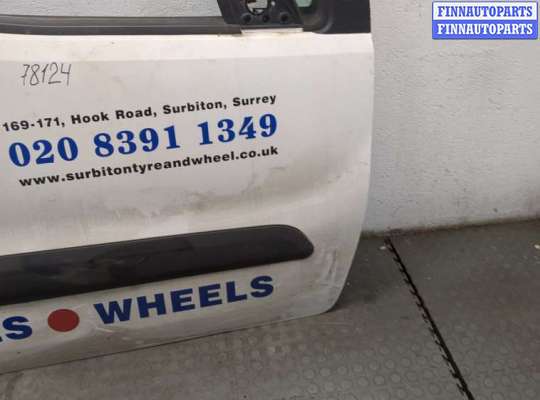 FINNAUTOPARTS
FINNAUTOPARTS
78124
169-171, Hook Road, Surbiton, Surrey
020 8391 1349
www.surbitontyreandwheel.co.uk
WHEELS